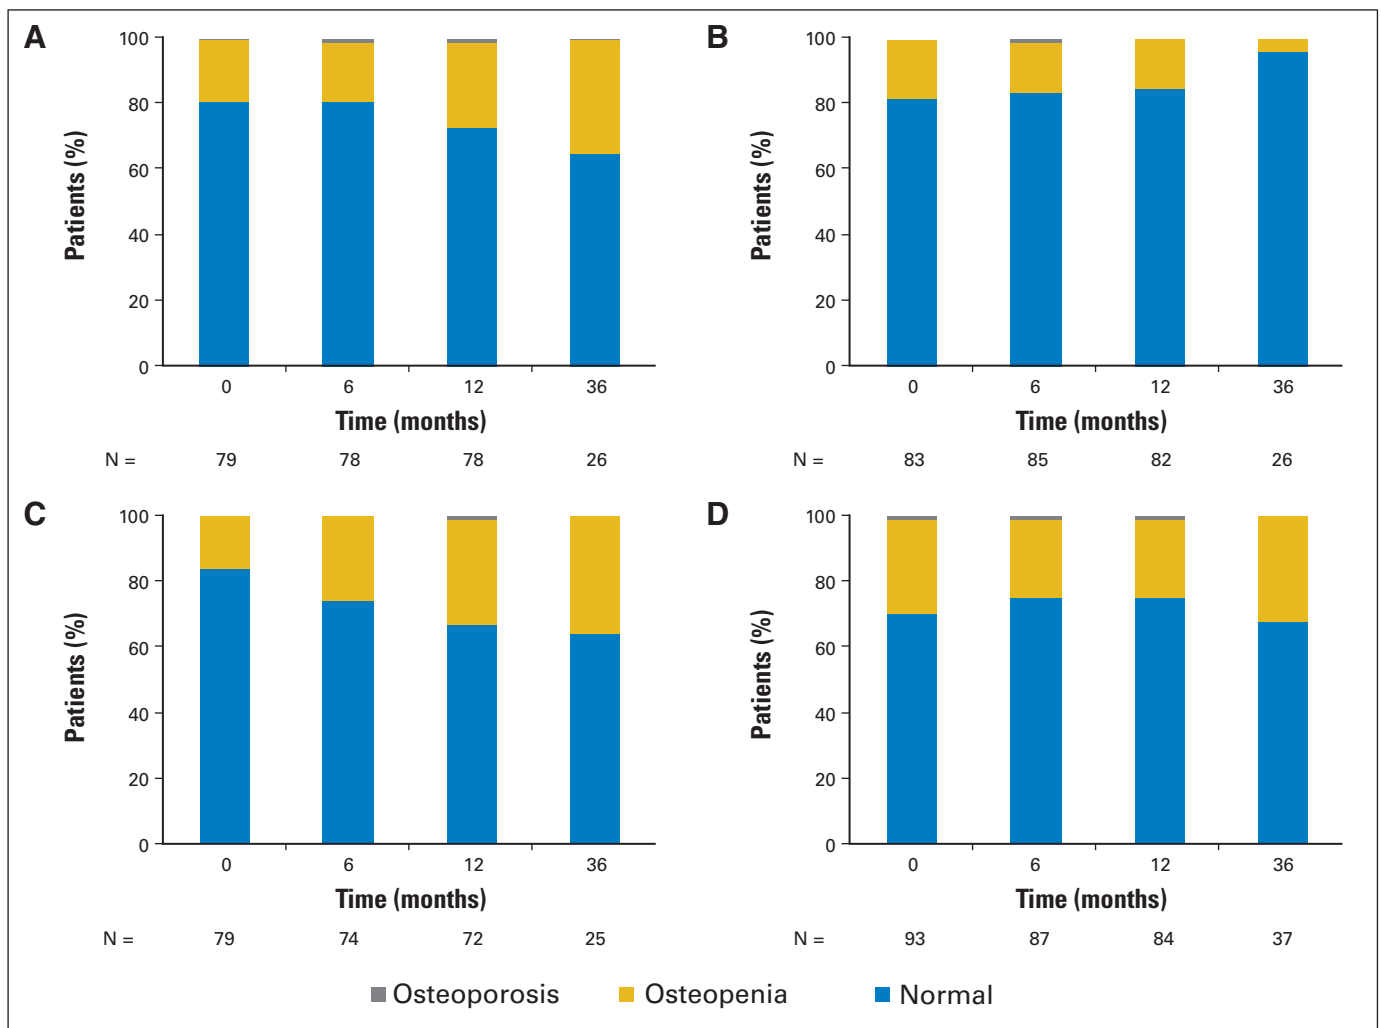 A
B
100
80
60
40
20
0
Patients (%)
0 6 12 36
Time (months)
N = 79 78 78 26
100
80
60
40
20
0
Patients (%)
0 6 12 36
Time (months)
N = 83 85 82 26
C
D
100
80
60
40
20
0
Patients (%)
0 6 12 36
Time (months)
N = 79 74 72 25
100
80
60
40
20
0
Patients (%)
0 6 12 36
Time (months)
N = 93 87 84 37
Osteoporosis Osteopenia Normal